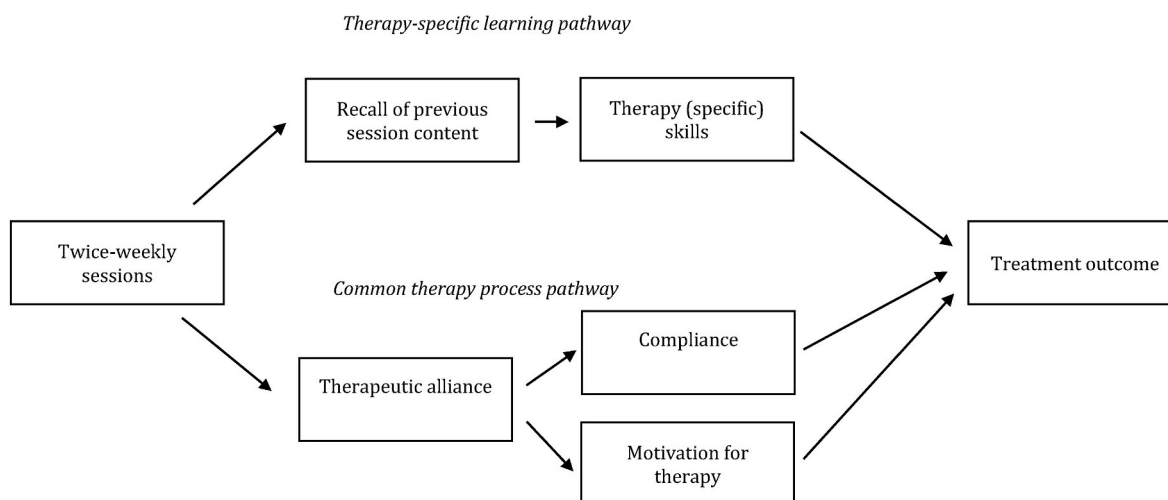 Therapy-specific learning pathway
Recall of previous
session content
Therapy (specific)
skills
Twice-weekly
sessions
Treatment outcome
Common therapy process pathway
Compliance
Therapeutic alliance
Motivation for
therapy